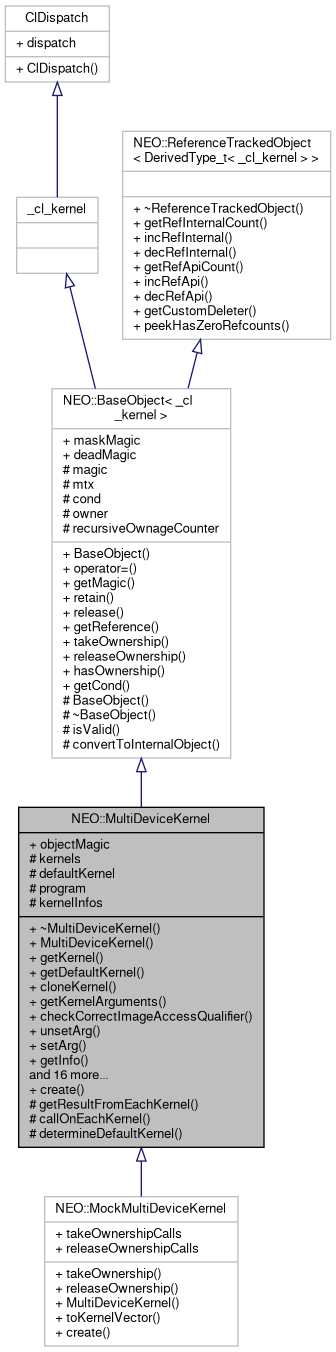 ClDispatch
+ dispatch
+ ClDispatch()
NEO::ReferenceTrackedObject
< DerivedType_t< _cl_kernel > >
+ ~ReferenceTrackedObject()
+ getRefInternalCount()
+ incRefInternal()
+ decRefInternal()
+ getRefApiCount()
+ incRefApi()
+ decRefApi()
+ getCustomDeleter()
+ peekHasZeroRefcounts()
_cl_kernel
NEO::BaseObject< _cl
_kernel >
+ maskMagic
+ deadMagic
# magic
# mtx
# cond
# owner
# recursiveOwnageCounter
+ BaseObject()
+ operator=()
+ getMagic()
+ retain()
+ release()
+ getReference()
+ takeOwnership()
+ releaseOwnership()
+ hasOwnership()
+ getCond()
# BaseObject()
# ~BaseObject()
# isValid()
# convertToInternalObject()
NEO::MultiDeviceKernel
+ objectMagic
# kernels
# defaultKernel
# program
# kernelInfos
+ ~MultiDeviceKernel()
+ MultiDeviceKernel()
+ getKernel()
+ getDefaultKernel()
+ cloneKernel()
+ getKernelArguments()
+ checkCorrectImageAccessQualifier()
+ unsetArg()
+ setArg()
+ getInfo()
and 16 more...
+ create()
# getResultFromEachKernel()
# callOnEachKernel()
# determineDefaultKernel()
NEO::MockMultiDeviceKernel
+ takeOwnershipCalls
+ releaseOwnershipCalls
+ takeOwnership()
+ releaseOwnership()
+ MultiDeviceKernel()
+ toKernelVector()
+ create()